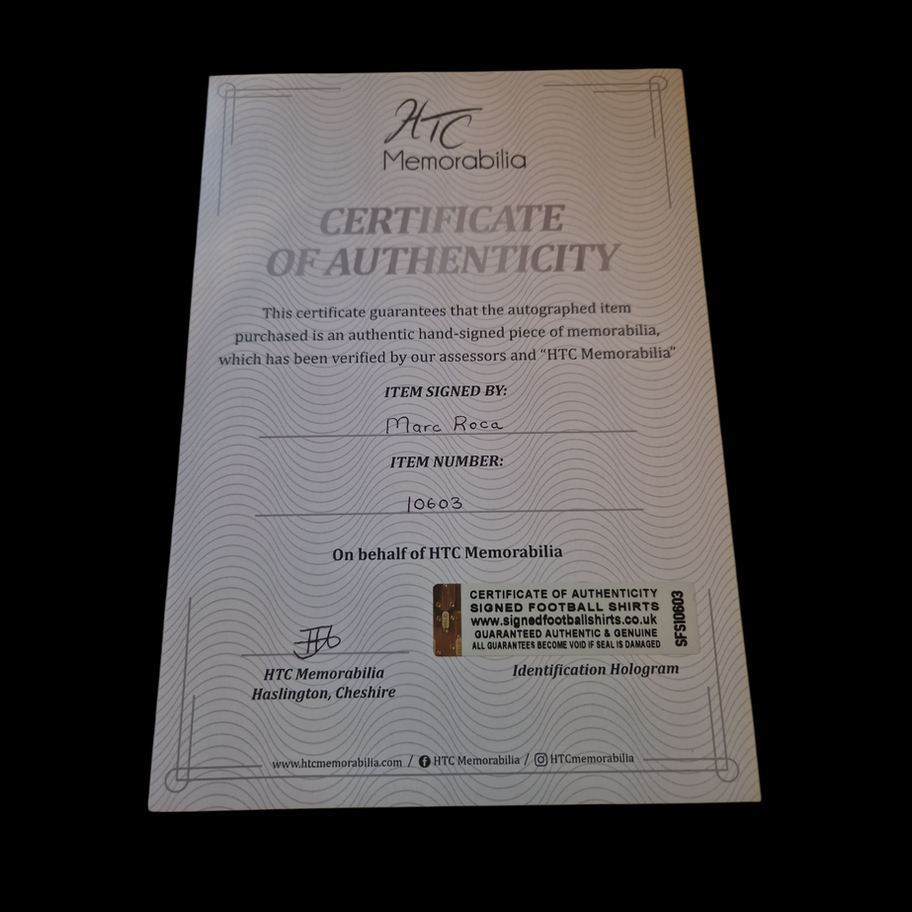 HTC
Memorabilia
CERTIFICATE
OF AUTHENTICITY
This certificate guarantees that the autographed item
purchased is an authentic hand-signed piece of memorabilia,
which has been verified by our assessors and “HTC Memorabilia”
ITEM SIGNED BY:
Marc Roca
ITEM NUMBER:
10603
On behalf of HTC Memorabilia
CERTIFICATE OF AUTHENTICITY
SIGNED FOOTBALL SHIRTS
www.signedfootballshirts.co.uk
GUARANTEED AUTHENTIC & GENUINE
ALL GUARANTEES BECOME VOID IF SEAL IS DAMAGED
SFS10603
HTC Memorabilia
Haslington, Cheshire
Identification Hologram
www.htcmemorabilia.com / HTC Memorabilia / HTCmemorabilia